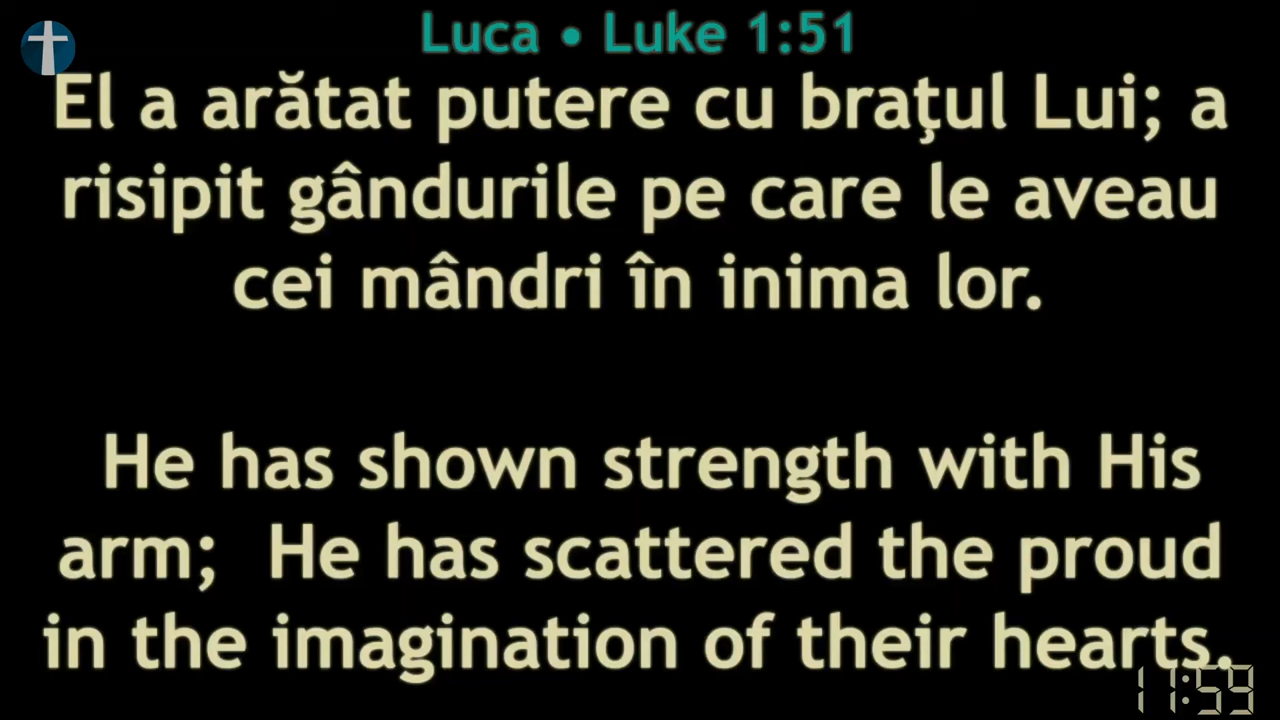 Luca • Luke 1:51
El a arătat putere cu braţul Lui; a
risipit gândurile pe care le aveau
cei mândri în inima lor.
He has shown strength with His
arm;  He has scattered the proud
in the imagination of their hearts.
11:59